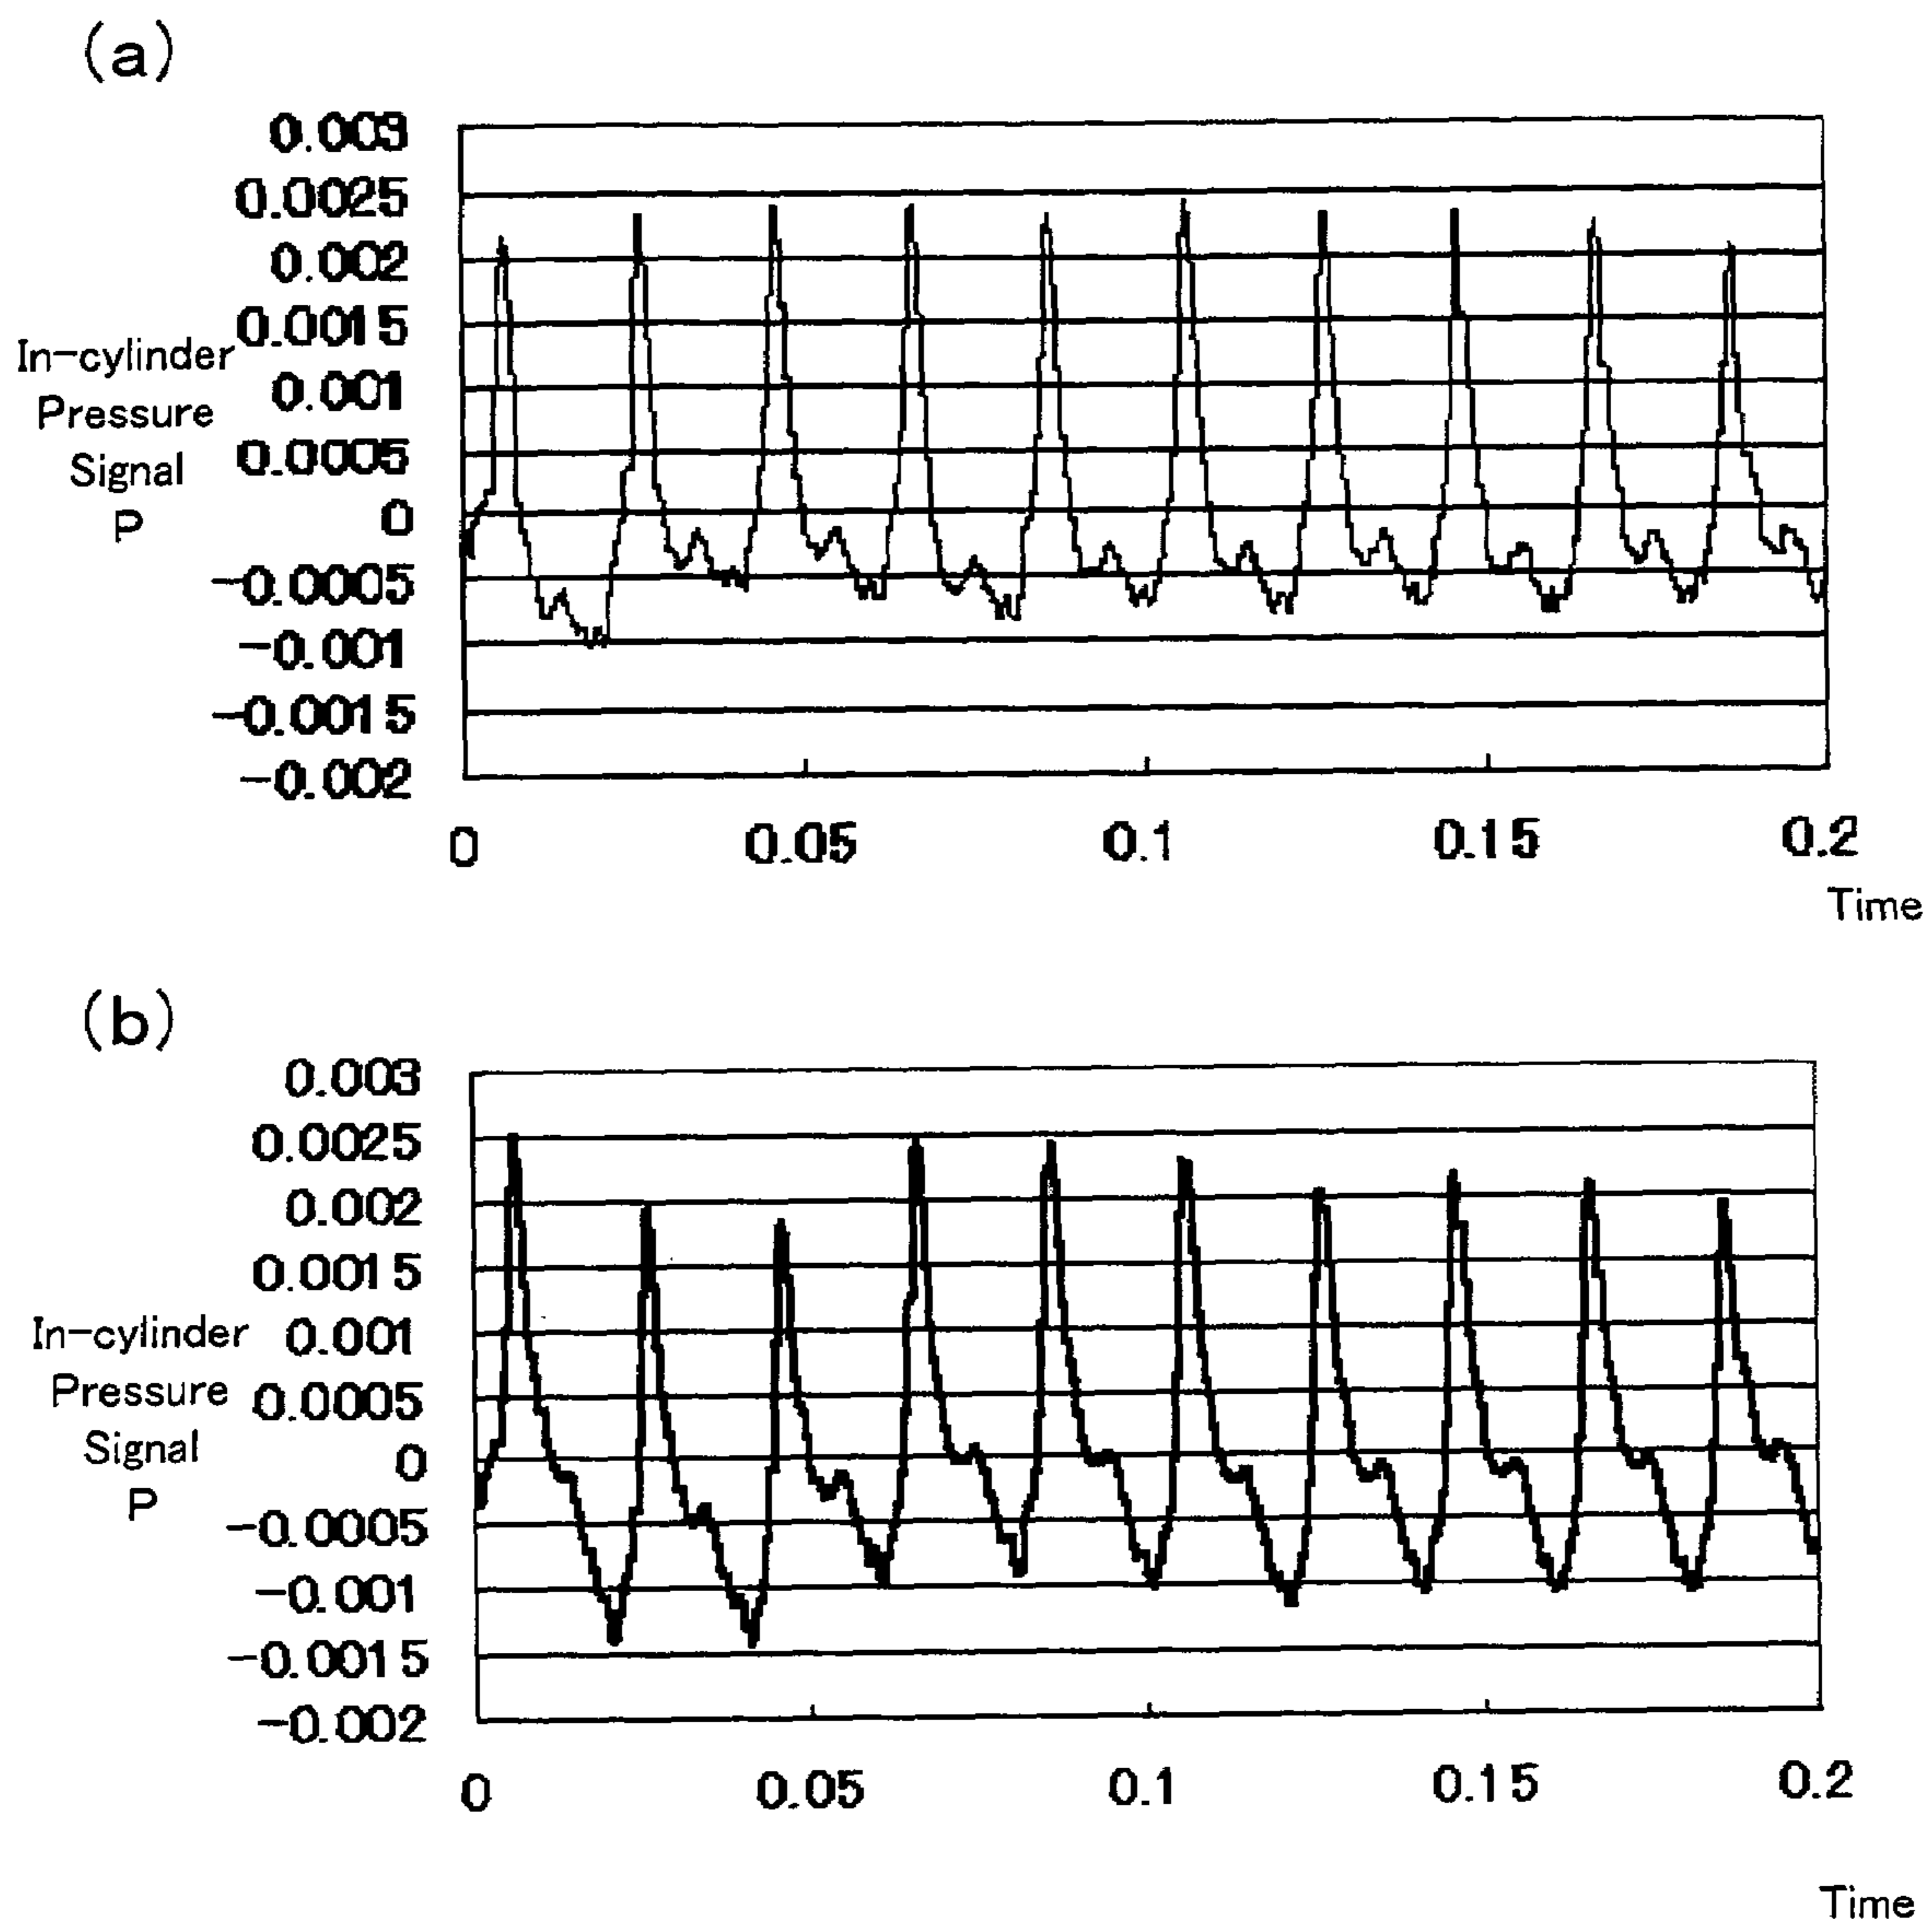 (a)
0.003
0.0025
0.002
0.0015
In-cylinder
0.001
Pressure
0.0005
Signal
0
P
-0.0005
-0.001
-0.0015
-0.002
0 0.05 0.1 0.15 0.2
Time
(b)
0.003
0.0025
0.002
0.0015
In-cylinder 0.001
Pressure 0.0005
Signal
0
P
-0.0005
-0.001
-0.0015
-0.002
0 0.05 0.1 0.15 0.2
Time